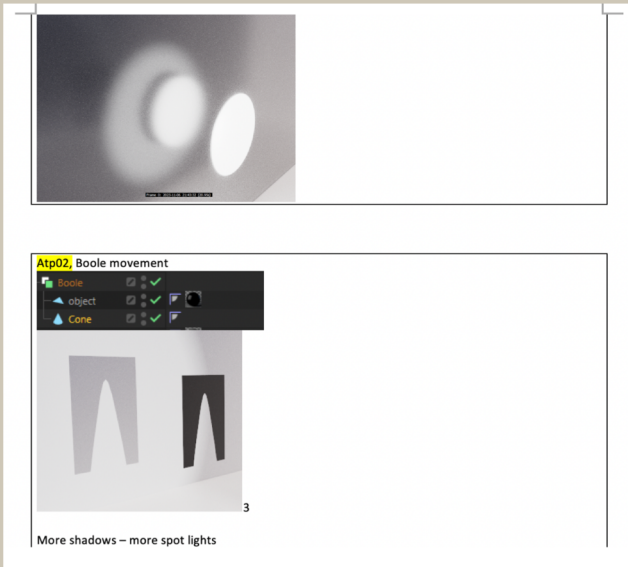 Atp02, Boole movement
Boole
object
Cone
3
More shadows – more spot lights